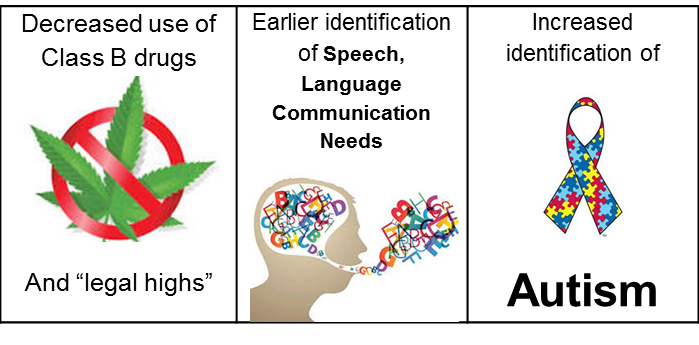 Decreased use of
Class B drugs
And “legal highs”
Earlier identification
of Speech,
Language
Communication
Needs
Increased
identification of
Autism